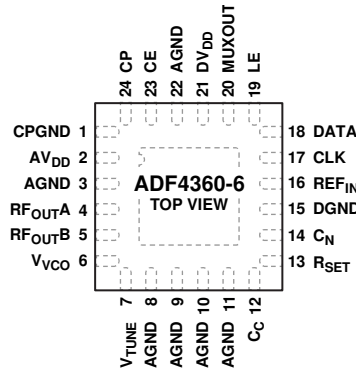 24 CP
23 CE
22 AGND
21 DVDD
20 MUXOUT
19 LE
CPGND 1
AVDD 2
AGND 3
RFOUTA 4
RFOUTB 5
VVCO 6
ADF4360-6
TOP VIEW
18 DATA
17 CLK
16 REFIN
15 DGND
14 CN
13 RSET
VTUNE 7
AGND 8
AGND 9
AGND 10
AGND 11
CC 12